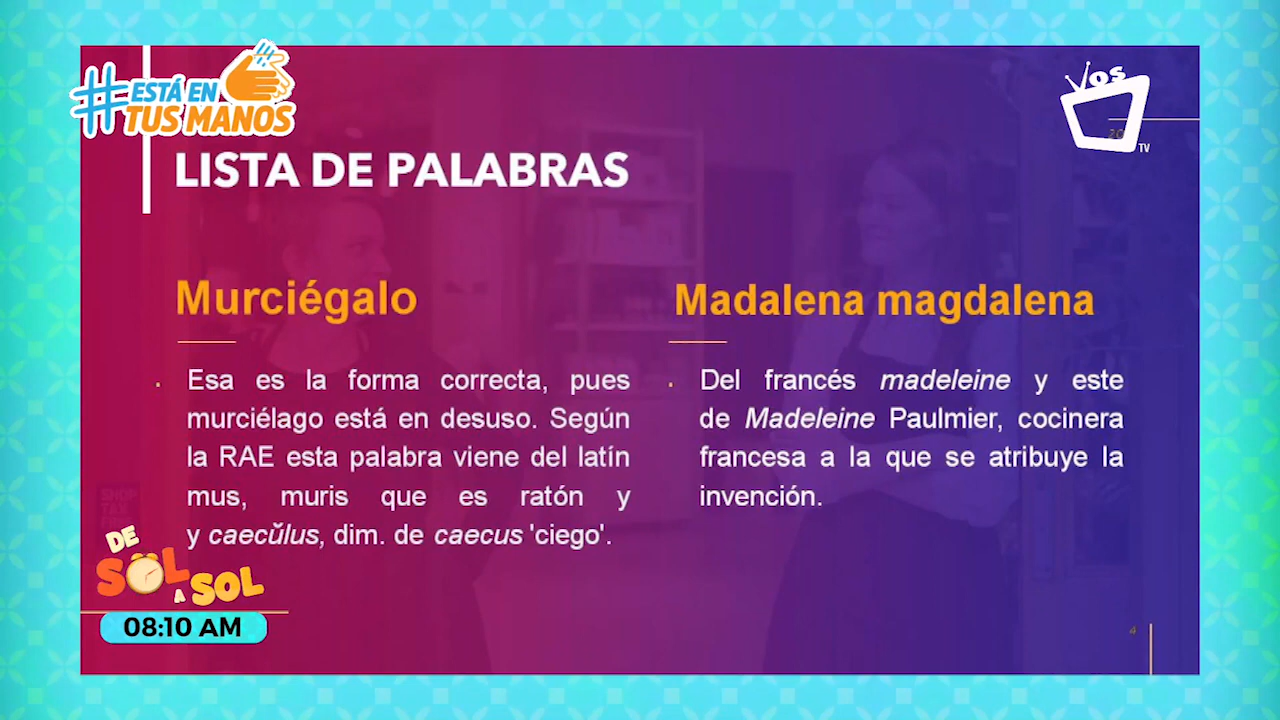 #ESTÁ EN
TUS MANOS
VOS
TV
20
LISTA DE PALABRAS
Murciégalo
Esa es la forma correcta, pues
murciélago está en desuso. Según
la RAE esta palabra viene del latín
mus, muris que es ratón y
y caecŭlus, dim. de caecus 'ciego'.
Madalena magdalena
Del francés madeleine y este
de Madeleine Paulmier, cocinera
francesa a la que se atribuye la
invención.
DE
SOL
A SOL
08:10 AM
4